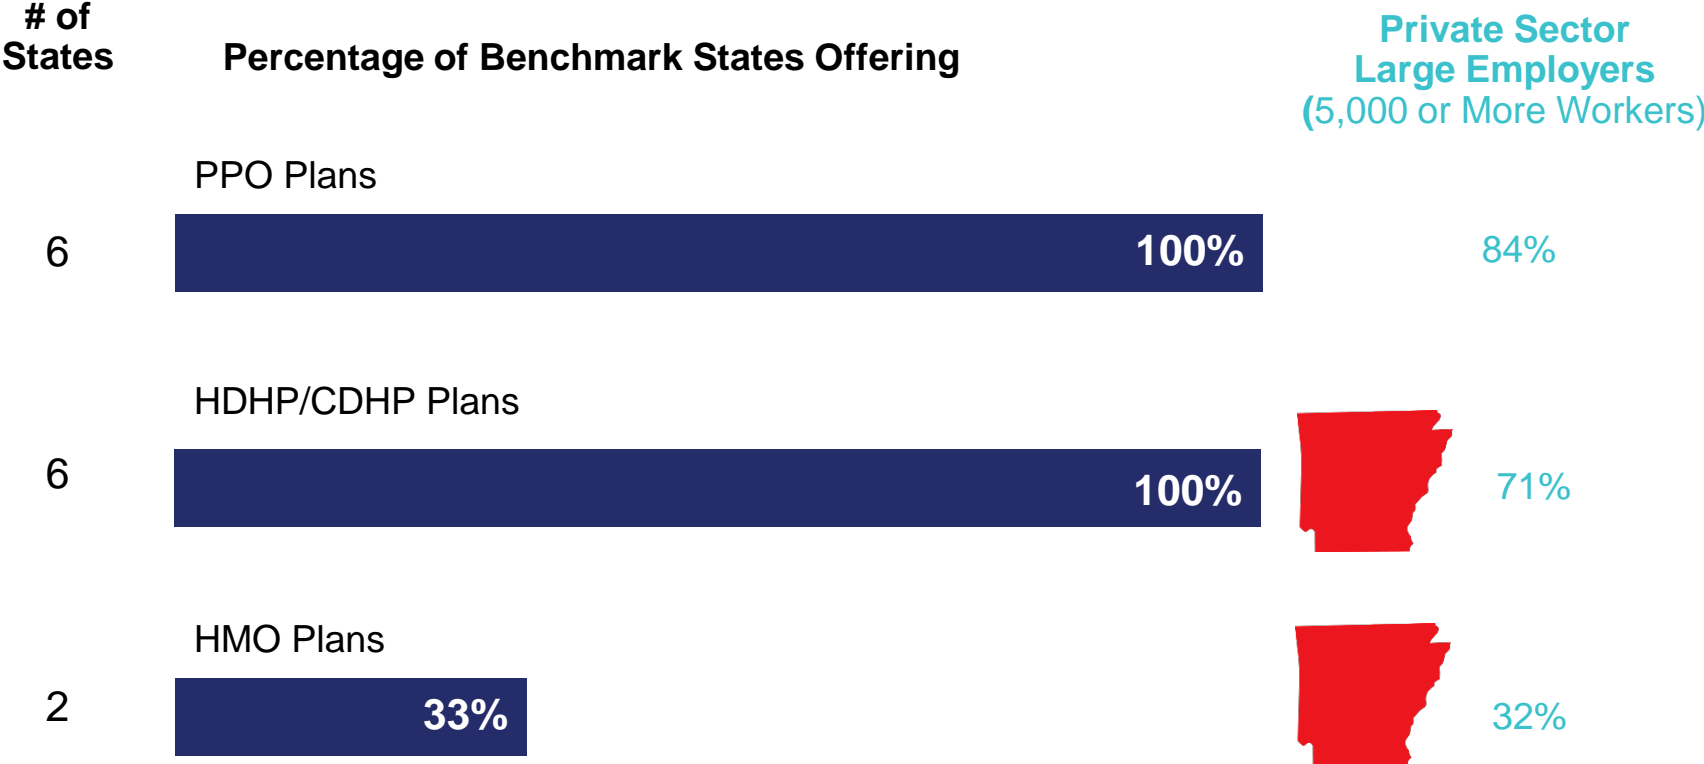 # of
States
Percentage of Benchmark States Offering
Private Sector
Large Employers
(5,000 or More Workers)
PPO Plans
6
100%
84%
HDHP/CDHP Plans
6
100%
71%
HMO Plans
2
33%
32%